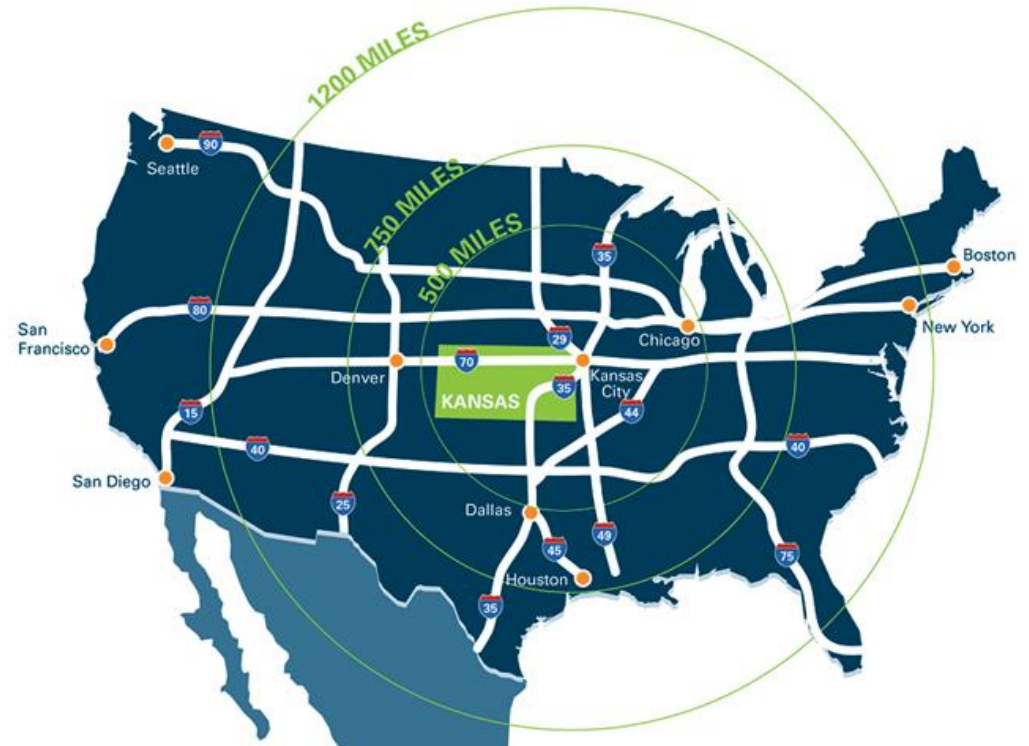 1200 MILES
750 MILES
500 MILES
90
Seattle
35
Boston
80
San
Francisco
New York
Chicago
29
Denver
70
Kansas
City
35
KANSAS
15
44
40
40
San Diego
25
Dallas
49
45
75
Houston
35